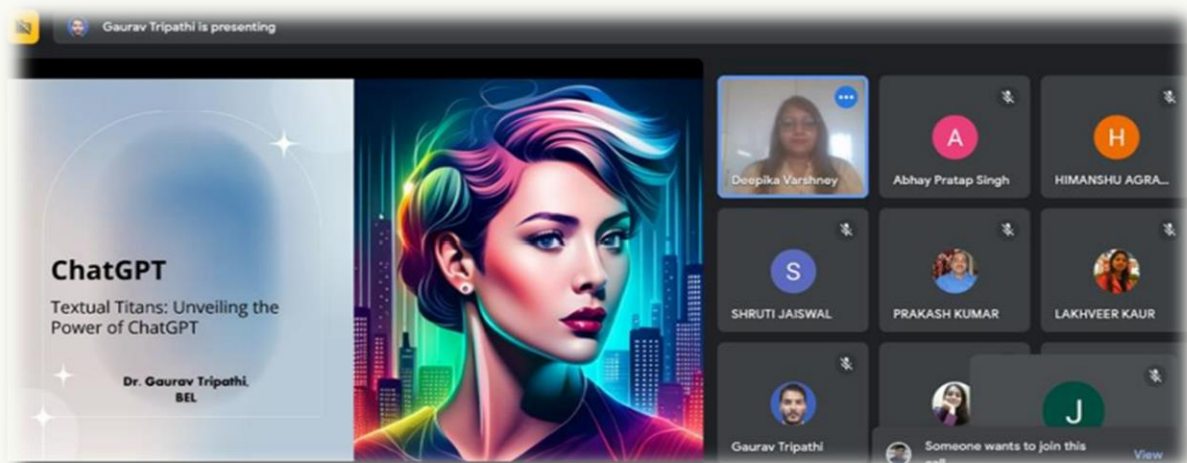 Gaurav Tripathi is presenting
ChatGPT
Textual Titans: Unveiling the
Power of ChatGPT
Dr. Gaurav Tripathi,
BEL
Deepika Varshney
A
Abhay Pratap Singh
H
HIMANSHU AGRA...
S
SHRUTI JAISWAL
PRAKASH KUMAR
LAKHVEER KAUR
Gaurav Tripathi
J
Someone wants to join this
View